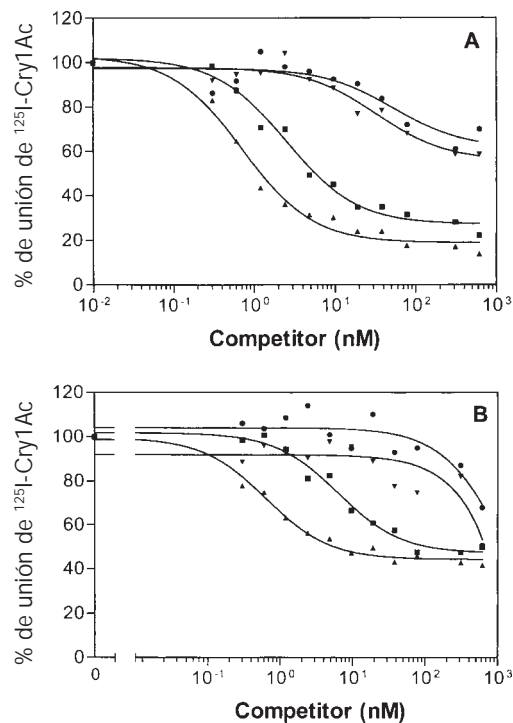 A
% de unión de ¹²⁵I-Cry1Ac
120
100
80
60
40
20
0
10⁻² 10⁻¹ 10⁰ 10¹ 10² 10³
Competitor (nM)
B
% de unión de ¹²⁵I-Cry1Ac
120
100
80
60
40
20
0
0 10⁻¹ 10⁰ 10¹ 10² 10³
Competitor (nM)